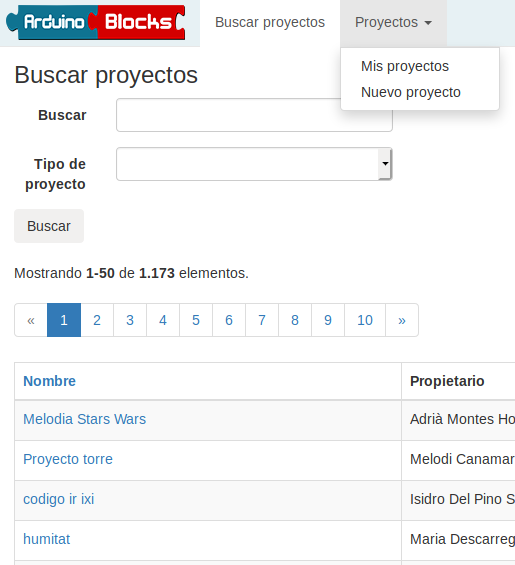 Arduino Blocks Buscar proyectos Proyectos
Mis proyectos
Nuevo proyecto
Buscar proyectos
Buscar
Tipo de
proyecto
Buscar
Mostrando 1-50 de 1.173 elementos.
« 1 2 3 4 5 6 7 8 9 10 »
Nombre Propietario
Melodia Stars Wars Adrià Montes Ho
Proyecto torre Melodi Canamar
codigo ir ixi Isidro Del Pino S
humitat Maria Descarreg